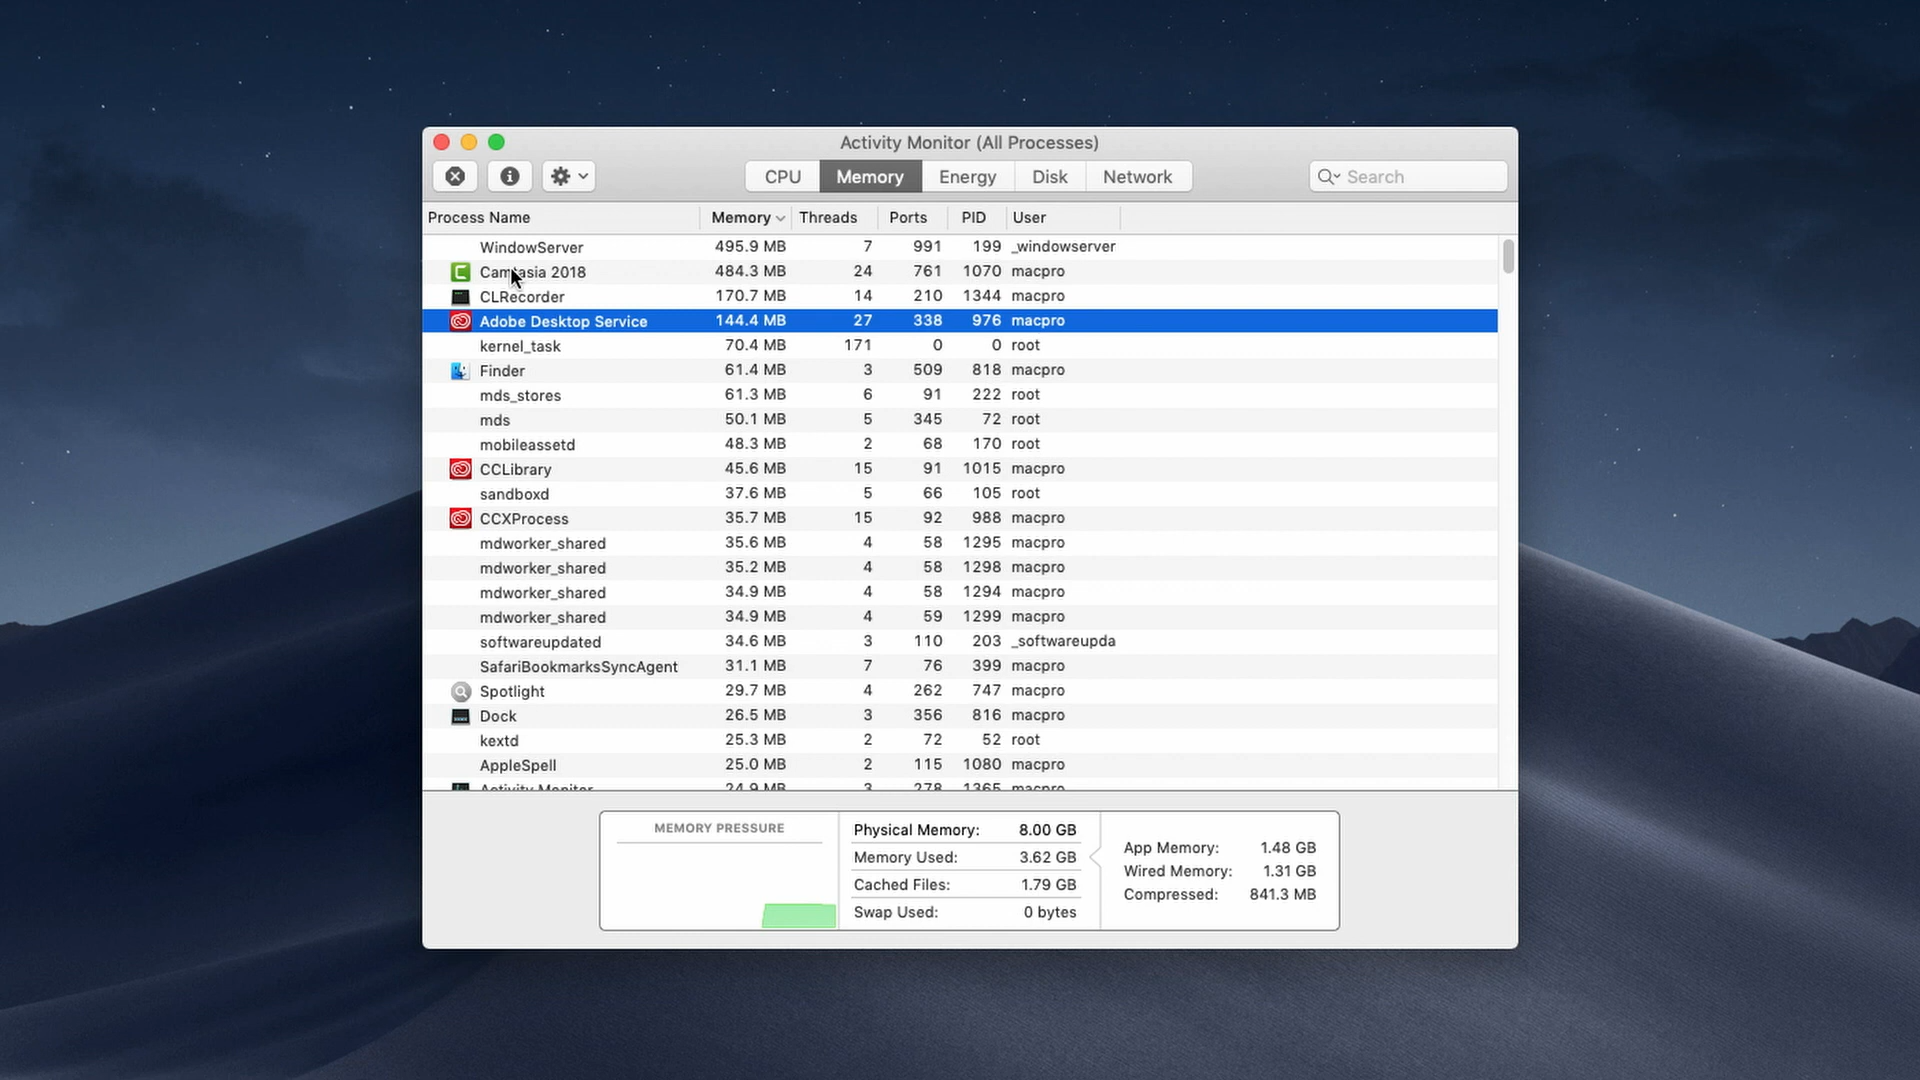 Activity Monitor (All Processes)
CPU Memory Energy Disk Network Search
Process Name Memory Threads Ports PID User
WindowServer 495.9 MB 7 991 199 _windowserver
Camtasia 2018 484.3 MB 24 761 1070 macpro
CLRecorder 170.7 MB 14 210 1344 macpro
Adobe Desktop Service 144.4 MB 27 338 976 macpro
kernel_task 70.4 MB 171 0 0 root
Finder 61.4 MB 3 509 818 macpro
mds_stores 61.3 MB 6 91 222 root
mds 50.1 MB 5 345 72 root
mobileassetd 48.3 MB 2 68 170 root
CCLibrary 45.6 MB 15 91 1015 macpro
sandboxd 37.6 MB 5 66 105 root
CCXProcess 35.7 MB 15 92 988 macpro
mdworker_shared 35.6 MB 4 58 1295 macpro
mdworker_shared 35.2 MB 4 58 1298 macpro
mdworker_shared 34.9 MB 4 58 1294 macpro
mdworker_shared 34.9 MB 4 59 1299 macpro
softwareupdated 34.6 MB 3 110 203 _softwareupda
SafariBookmarksSyncAgent 31.1 MB 7 76 399 macpro
Spotlight 29.7 MB 4 262 747 macpro
Dock 26.5 MB 3 356 816 macpro
kextd 25.3 MB 2 72 52 root
AppleSpell 25.0 MB 2 115 1080 macpro
Activity Monitor 24.9 MB 3 278 1365 macpro
MEMORY PRESSURE
Physical Memory: 8.00 GB
Memory Used: 3.62 GB
Cached Files: 1.79 GB
Swap Used: 0 bytes
App Memory: 1.48 GB
Wired Memory: 1.31 GB
Compressed: 841.3 MB